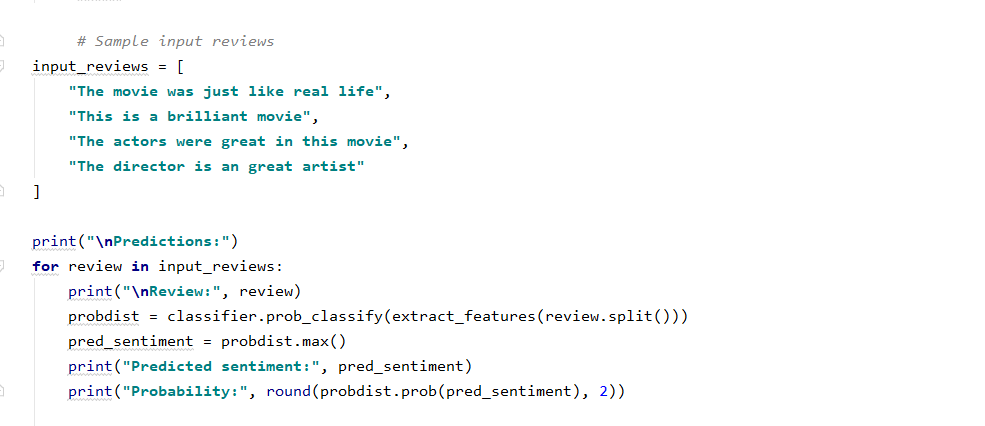 # Sample input reviews
input_reviews = [
"The movie was just like real life",
"This is a brilliant movie",
"The actors were great in this movie",
"The director is an great artist"
]
print("\nPredictions:")
for review in input_reviews:
print("\nReview:", review)
probdist = classifier.prob_classify(extract_features(review.split()))
pred_sentiment = probdist.max()
print("Predicted sentiment:", pred_sentiment)
print("Probability:", round(probdist.prob(pred_sentiment), 2))